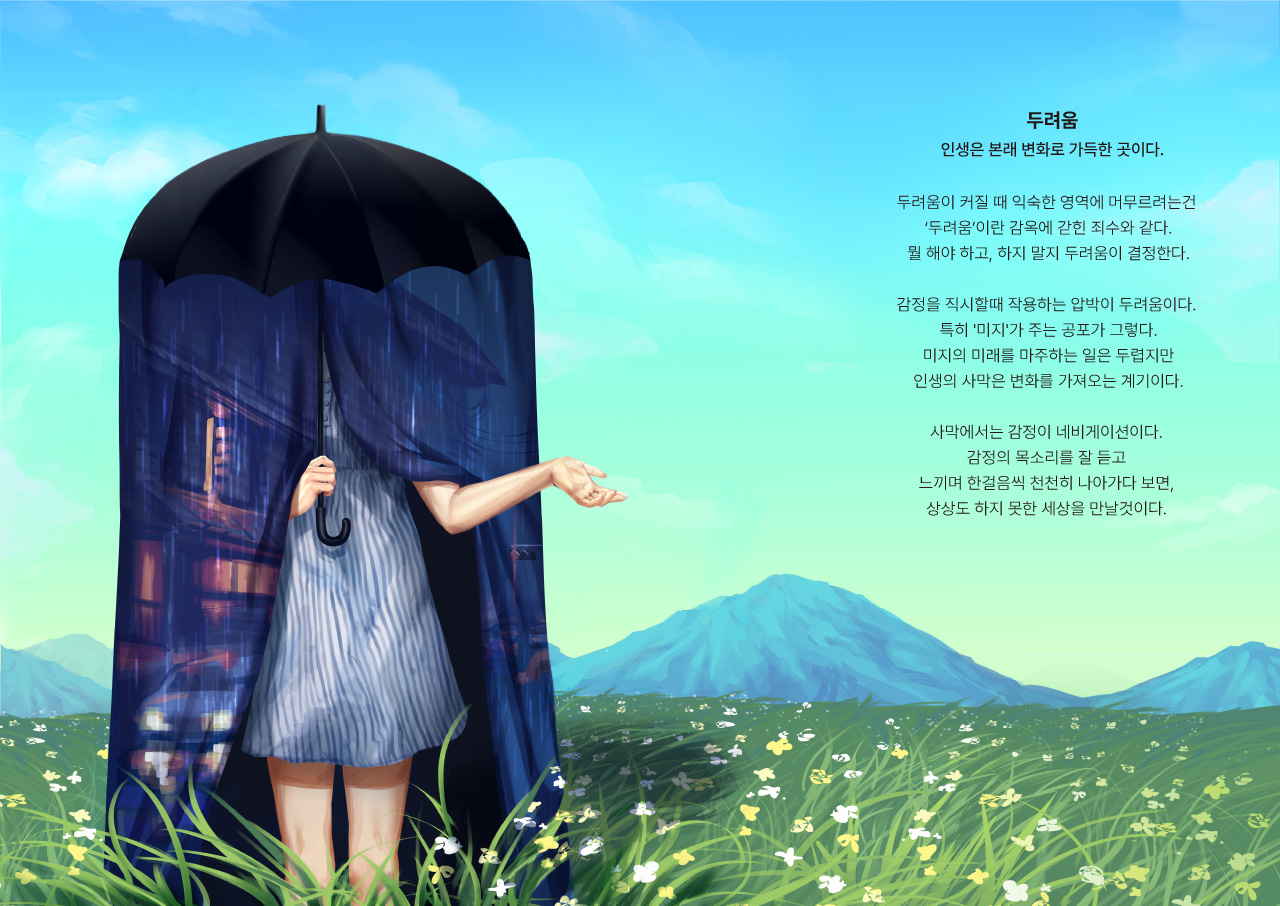 두려움
인생은 본래 변화로 가득한 곳이다.
두려움이 커질 때 익숙한 영역에 머무르려는건
‘두려움’이란 감옥에 갇힌 죄수와 같다.
뭘 해야 하고, 하지 말지 두려움이 결정한다.
감정을 직시할때 작용하는 압박이 두려움이다.
특히 '미지'가 주는 공포가 그렇다.
미지의 미래를 마주하는 일은 두렵지만
인생의 사막은 변화를 가져오는 계기이다.
사막에서는 감정이 네비게이션이다.
감정의 목소리를 잘 듣고
느끼며 한걸음씩 천천히 나아가다 보면,
상상도 하지 못한 세상을 만날것이다.